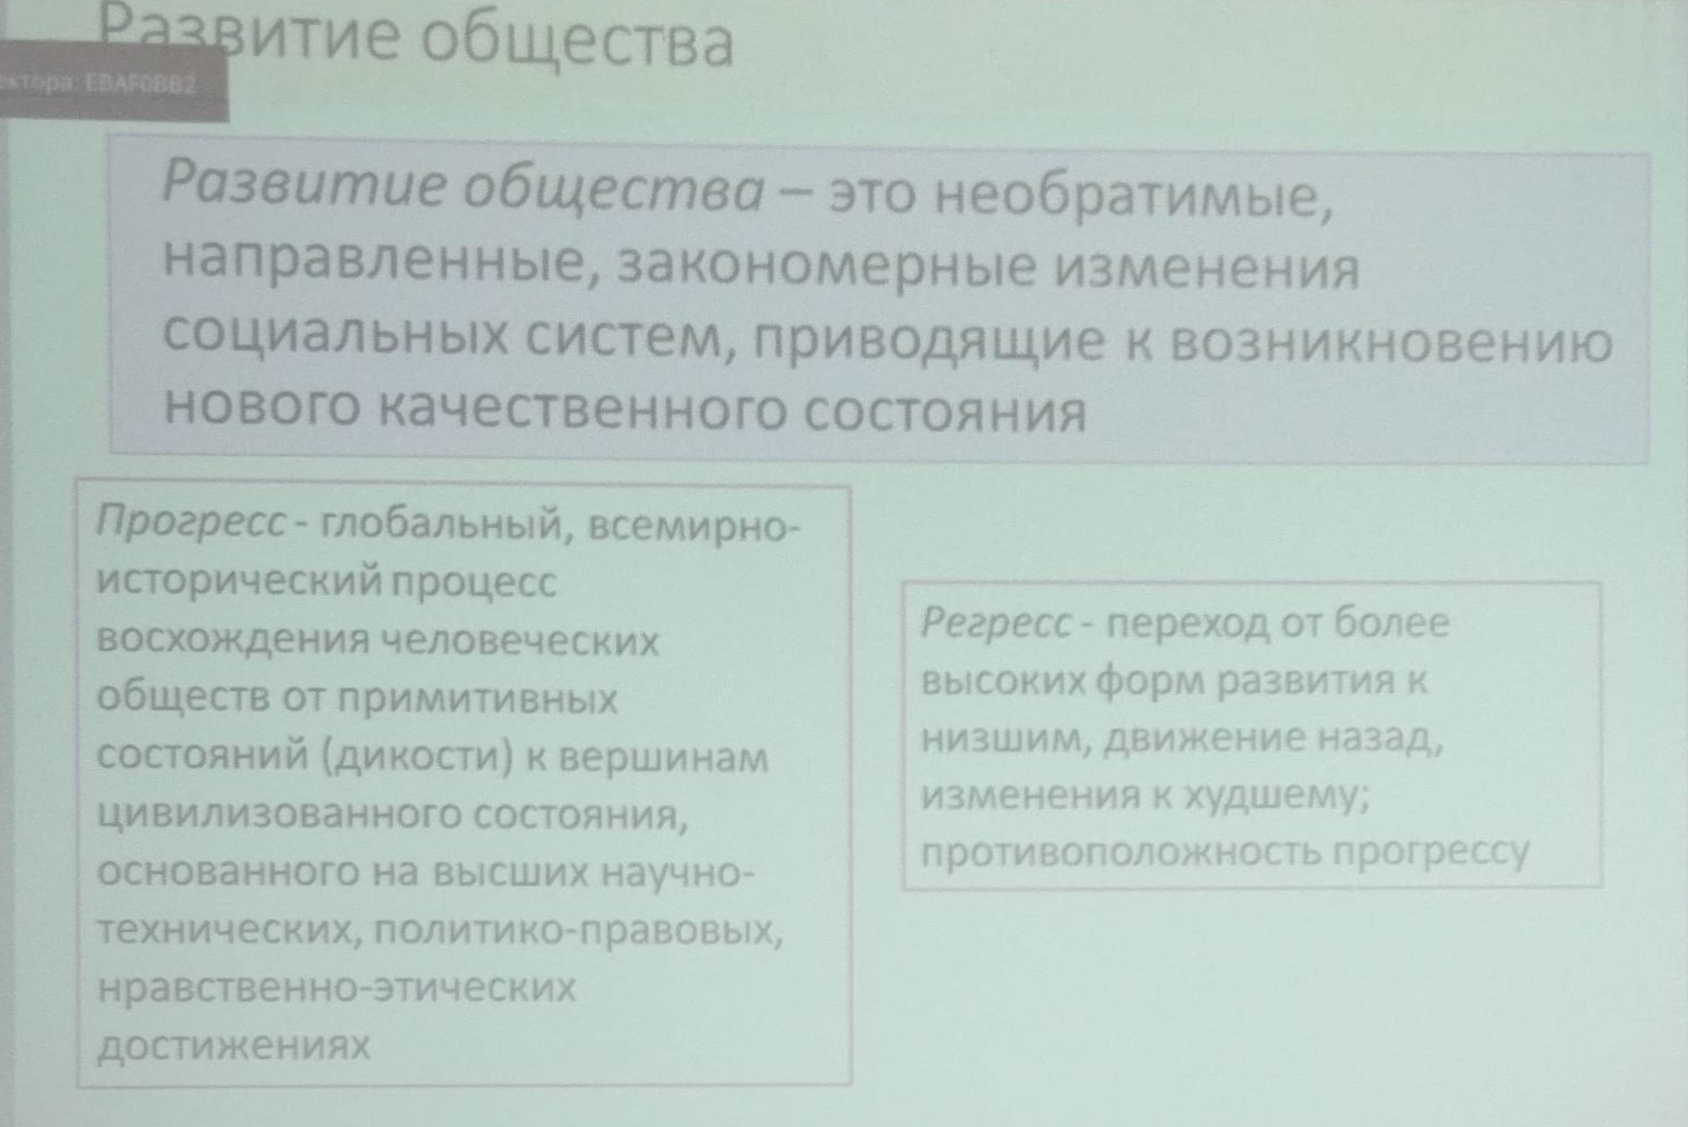 Развитие общества
ектора: EBAF0BB2
Развитие общества – это необратимые,
направленные, закономерные изменения
социальных систем, приводящие к возникновению
нового качественного состояния
Прогресс - глобальный, всемирно-
исторический процесс
восхождения человеческих
обществ от примитивных
состояний (дикости) к вершинам
цивилизованного состояния,
основанного на высших научно-
технических, политико-правовых,
нравственно-этических
достижениях
Регресс - переход от более
высоких форм развития к
низшим, движение назад,
изменения к худшему;
противоположность прогрессу